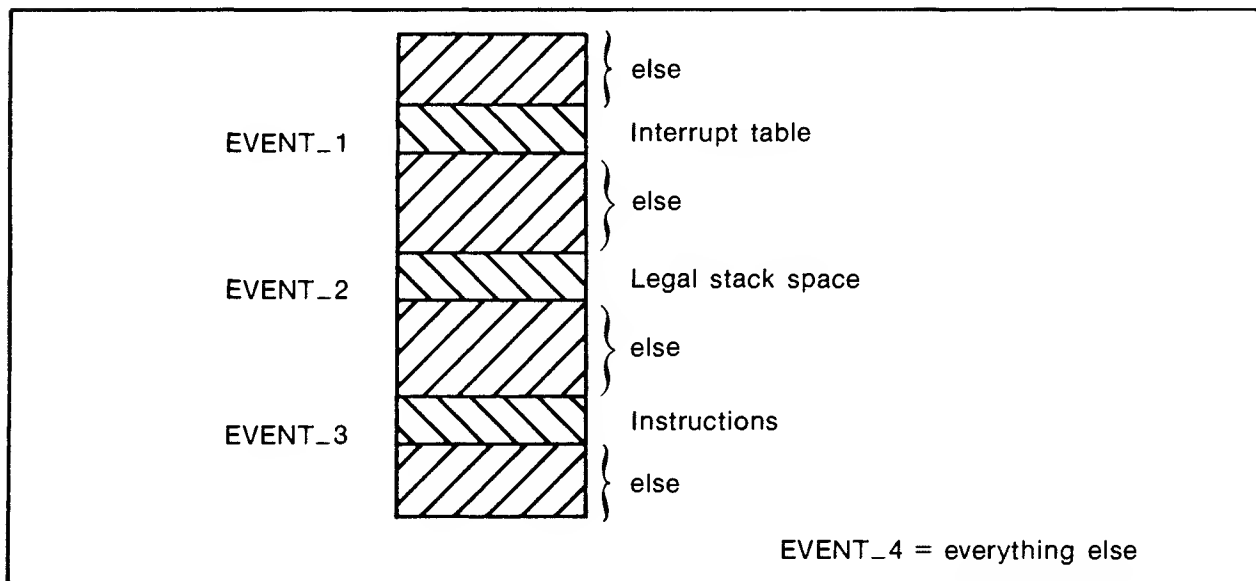 else
EVENT_1 Interrupt table
else
EVENT_2 Legal stack space
else
EVENT_3 Instructions
else
EVENT_4 = everything else